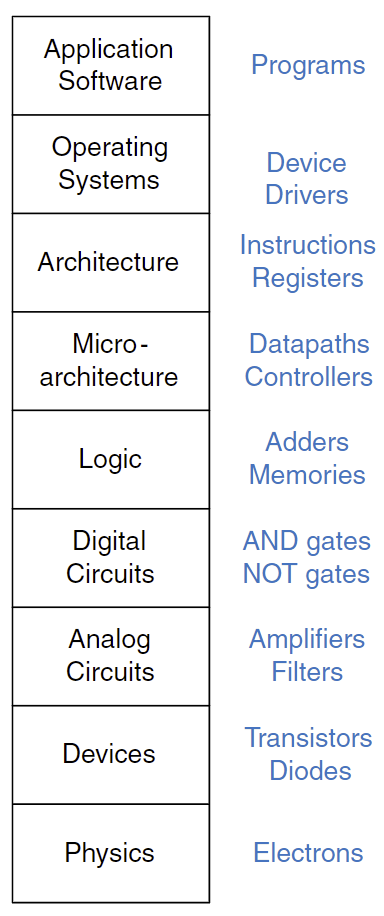 Application
Software
Programs
Operating
Systems
Device
Drivers
Architecture
Instructions
Registers
Micro-
architecture
Datapaths
Controllers
Logic
Adders
Memories
Digital
Circuits
AND gates
NOT gates
Analog
Circuits
Amplifiers
Filters
Devices
Transistors
Diodes
Physics
Electrons